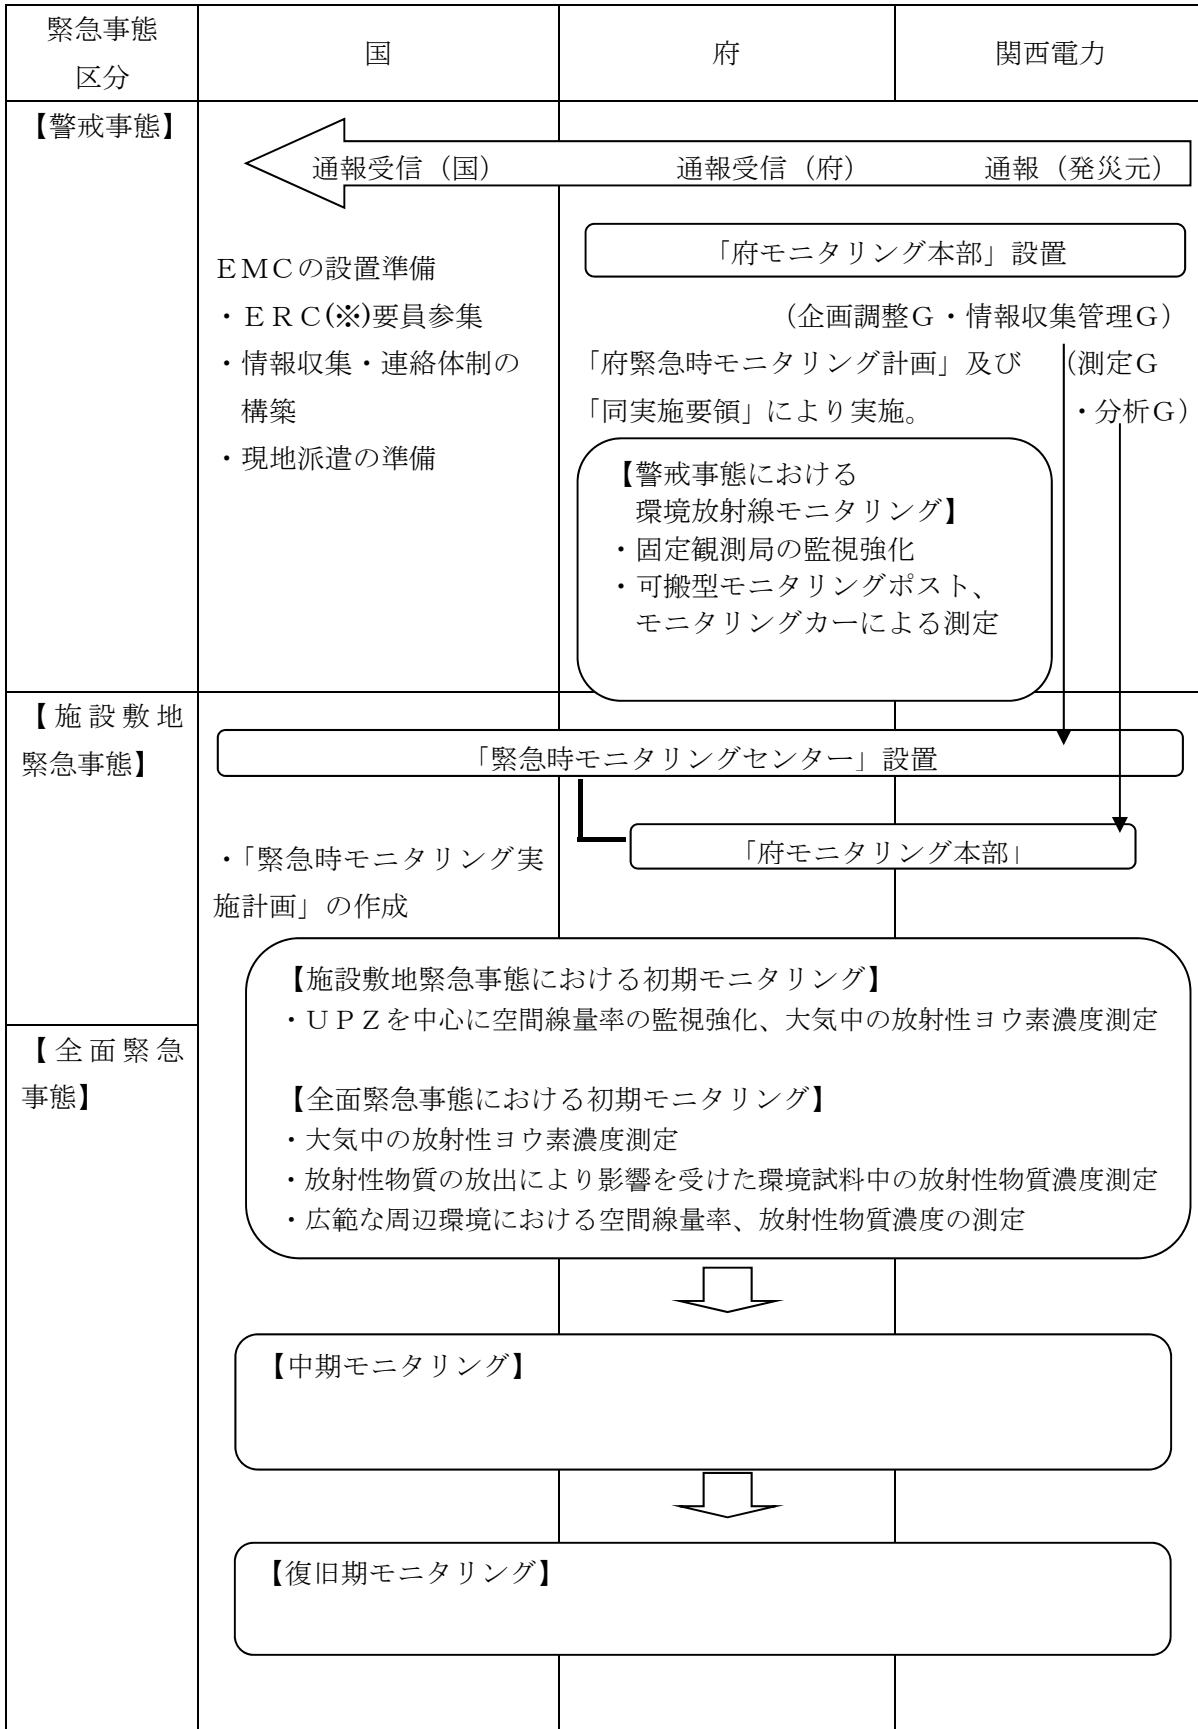 緊急事態
区分
国
府
関西電力
【警戒事態】
通報受信（国）
通報受信（府）
通報（発災元）
「府モニタリング本部」設置
ＥＭＣの設置準備
・ＥＲＣ(※)要員参集
・情報収集・連絡体制の
構築
・現地派遣の準備
（企画調整Ｇ・情報収集管理Ｇ）
「府緊急時モニタリング計画」及び
「同実施要領」により実施。
（測定Ｇ
・分析Ｇ）
【警戒事態における
環境放射線モニタリング】
・固定観測局の監視強化
・可搬型モニタリングポスト、
モニタリングカーによる測定
【施設敷地
緊急事態】
「緊急時モニタリングセンター」設置
「府モニタリング本部」
・「緊急時モニタリング実
施計画」の作成
【施設敷地緊急事態における初期モニタリング】
・ＵＰＺを中心に空間線量率の監視強化、大気中の放射性ヨウ素濃度測定
【全面緊急
事態】
【全面緊急事態における初期モニタリング】
・大気中の放射性ヨウ素濃度測定
・放射性物質の放出により影響を受けた環境試料中の放射性物質濃度測定
・広範な周辺環境における空間線量率、放射性物質濃度の測定
【中期モニタリング】
【復旧期モニタリング】